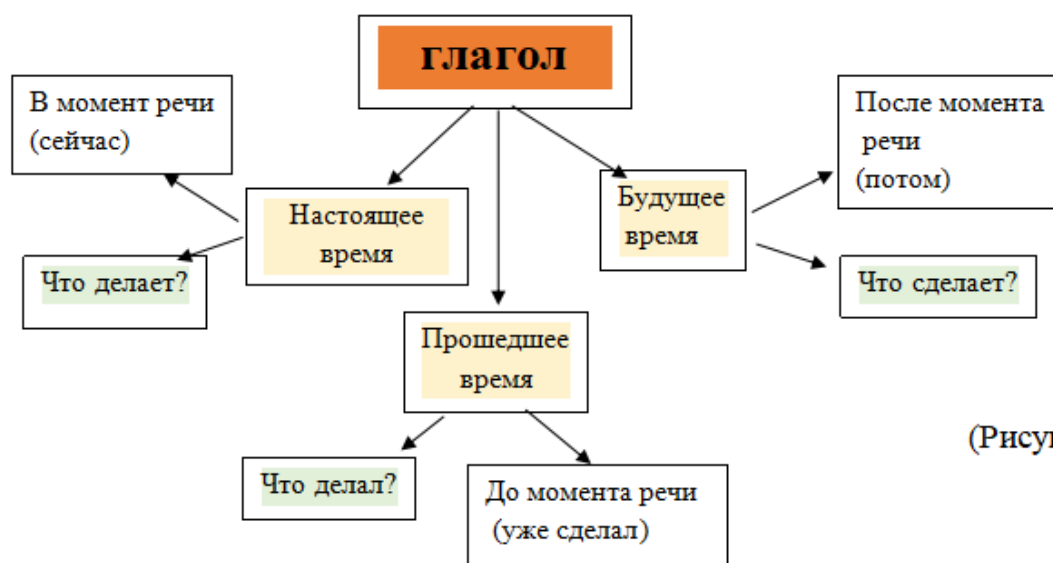 глагол
В момент речи
(сейчас)
После момента
речи
(потом)
Настоящее
время
Будущее
время
Что делает?
Что сделает?
Прошедшее
время
(Рисун
Что делал?
До момента речи
(уже сделал)